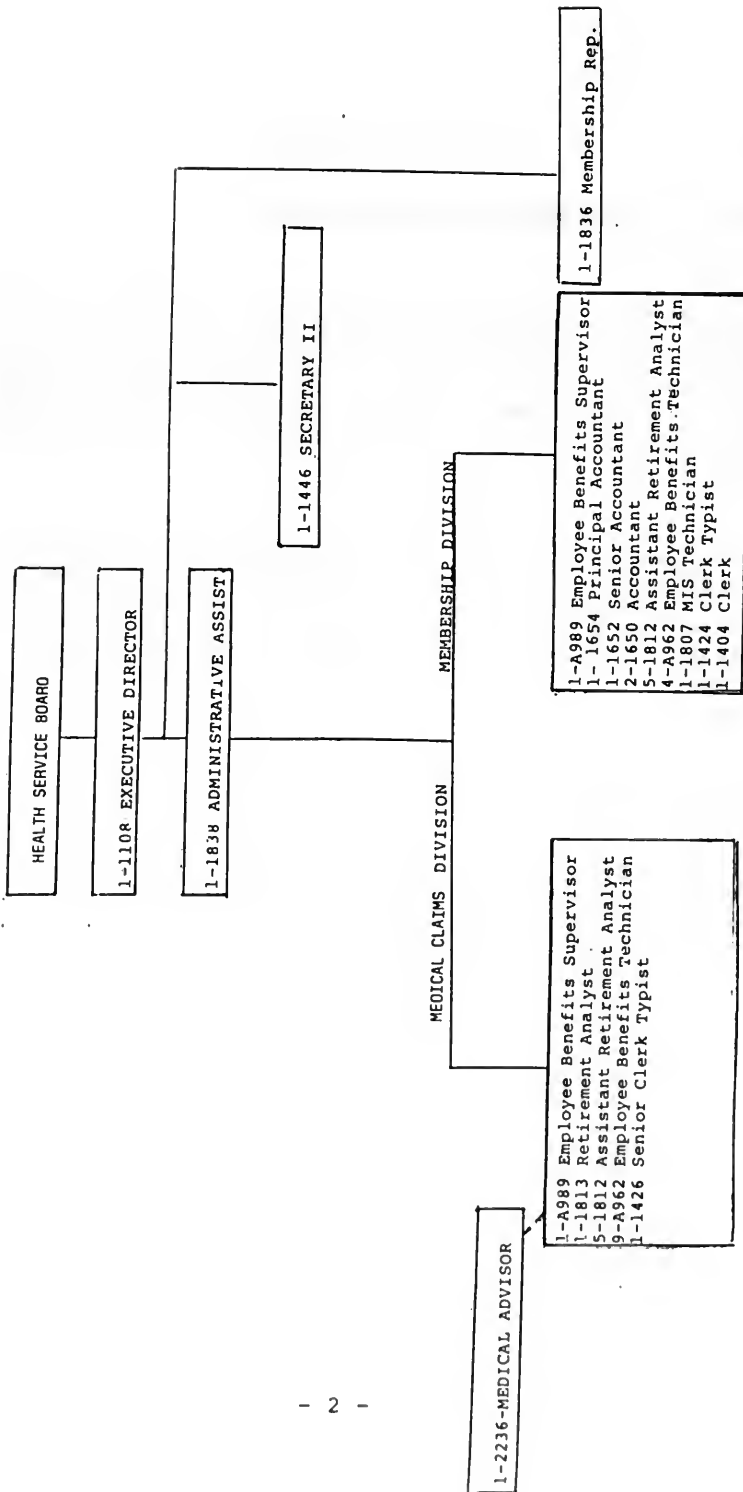 HEALTH SERVICE BOARD
1-1108 EXECUTIVE DIRECTOR
1-1838 ADMINISTRATIVE ASSIST
1-1446 SECRETARY II
MEDICAL CLAIMS DIVISION
MEMBERSHIP DIVISION
1-2236-MEDICAL ADVISOR
1-A989 Employee Benefits Supervisor
1-1813 Retirement Analyst
5-1812 Assistant Retirement Analyst
9-A962 Employee Benefits Technician
1-1426 Senior Clerk Typist
1-A989 Employee Benefits Supervisor
1- 1654 Principal Accountant
1-1652 Senior Accountant
2-1650 Accountant
5-1812 Assistant Retirement Analyst
4-A962 Employee Benefits Technician
1-1807 MIS Technician
1-1424 Clerk Typist
1-1404 Clerk
1-1836 Membership Rep.
- 2 -